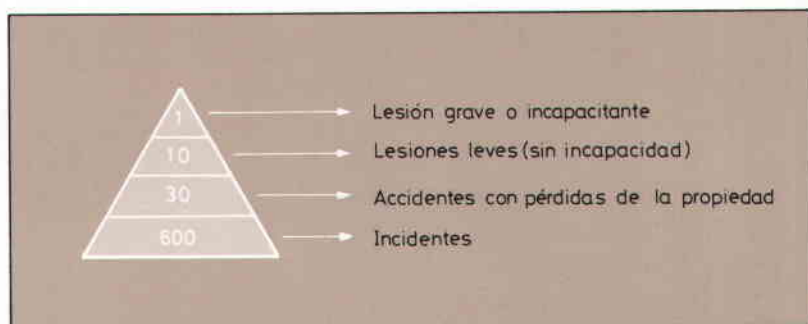 1 Lesión grave o incapacitante
10 Lesiones leves (sin incapacidad)
30 Accidentes con pérdidas de la propiedad
600 Incidentes